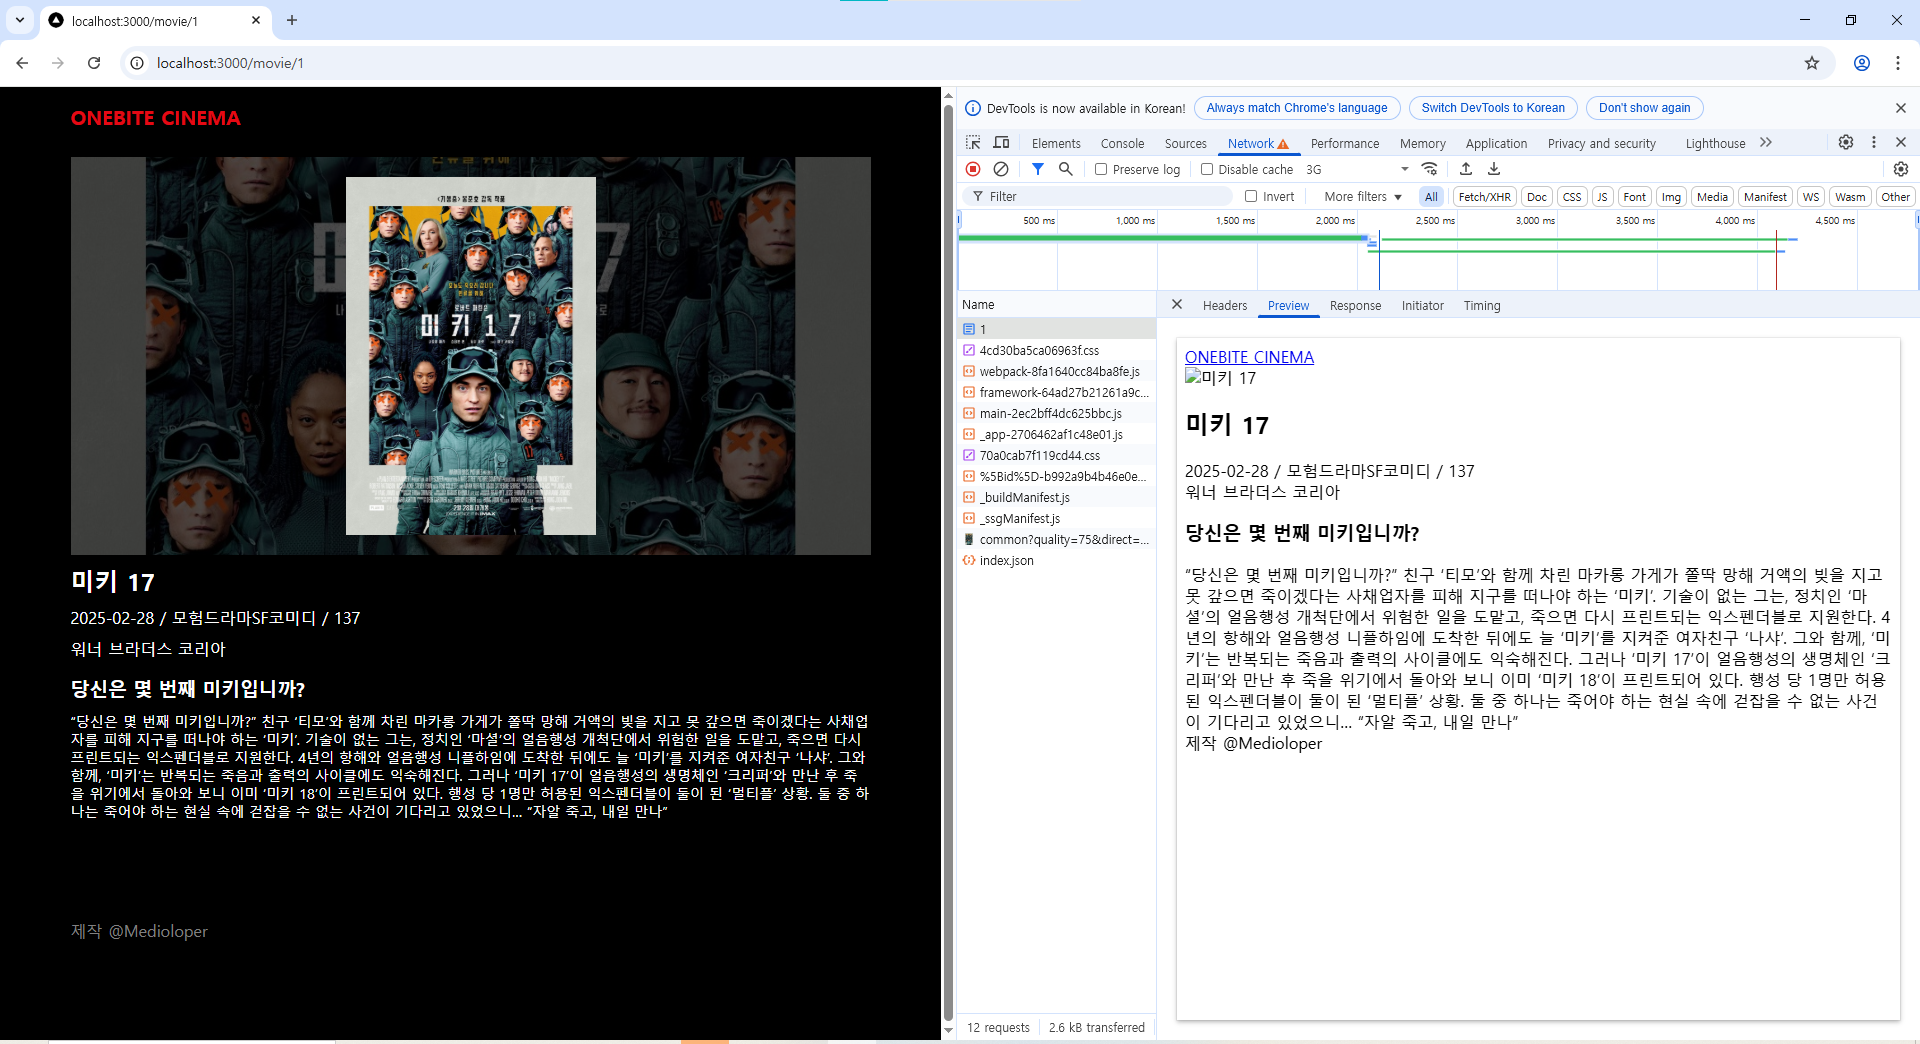 localhost:3000/movie/1
localhost:3000/movie/1
ONEBITE CINEMA
<기생충> 봉준호 감독 작품
미키 17
미키 17
2025-02-28 / 모험드라마SF코미디 / 137
워너 브라더스 코리아
당신은 몇 번째 미키입니까?
“당신은 몇 번째 미키입니까?” 친구 ‘티모’와 함께 차린 마카롱 가게가 쫄딱 망해 거액의 빚을 지고 못 갚으면 죽이겠다는 사채업
자를 피해 지구를 떠나야 하는 ‘미키’. 기술이 없는 그는, 정치인 ‘마셜’의 얼음행성 개척단에서 위험한 일을 도맡고, 죽으면 다시
프린트되는 익스펜더블로 지원한다. 4년의 항해와 얼음행성 니플하임에 도착한 뒤에도 늘 ‘미키’를 지켜준 여자친구 ‘나샤’. 그와
함께, ‘미키’는 반복되는 죽음과 출력의 사이클에도 익숙해진다. 그러나 ‘미키 17’이 얼음행성의 생명체인 ‘크리퍼’와 만난 후 죽
을 위기에서 돌아와 보니 이미 ‘미키 18’이 프린트되어 있다. 행성 당 1명만 허용된 익스펜더블이 둘이 된 ‘멀티플’ 상황. 둘 중 하
나는 죽어야 하는 현실 속에 걷잡을 수 없는 사건이 기다리고 있었으니… “자알 죽고, 내일 만나”
제작 @Medioloper
DevTools is now available in Korean!
Always match Chrome's language
Switch DevTools to Korean
Don't show again
Elements Console Sources Network Performance Memory Application Privacy and security Lighthouse
Preserve log Disable cache 3G
Filter Invert More filters All Fetch/XHR Doc CSS JS Font Img Media Manifest WS Wasm Other
500 ms 1,000 ms 1,500 ms 2,000 ms 2,500 ms 3,000 ms 3,500 ms 4,000 ms 4,500 ms
Name
1
4cd30ba5ca06963f.css
webpack-8fa1640cc84ba8fe.js
framework-64ad27b21261a9c...
main-2ec2bff4dc625bbc.js
_app-2706462af1c48e01.js
70a0cab7f119cd44.css
%5Bid%5D-b992a9b4b46e0e...
_buildManifest.js
_ssgManifest.js
common?quality=75&direct=...
index.json
12 requests 2.6 kB transferred
Headers Preview Response Initiator Timing
ONEBITE CINEMA
미키 17
미키 17
2025-02-28 / 모험드라마SF코미디 / 137
워너 브라더스 코리아
당신은 몇 번째 미키입니까?
“당신은 몇 번째 미키입니까?” 친구 ‘티모’와 함께 차린 마카롱 가게가 쫄딱 망해 거액의 빚을 지고
못 갚으면 죽이겠다는 사채업자를 피해 지구를 떠나야 하는 ‘미키’. 기술이 없는 그는, 정치인 ‘마
셜’의 얼음행성 개척단에서 위험한 일을 도맡고, 죽으면 다시 프린트되는 익스펜더블로 지원한다. 4
년의 항해와 얼음행성 니플하임에 도착한 뒤에도 늘 ‘미키’를 지켜준 여자친구 ‘나샤’. 그와 함께, ‘미
키’는 반복되는 죽음과 출력의 사이클에도 익숙해진다. 그러나 ‘미키 17’이 얼음행성의 생명체인 ‘크
리퍼’와 만난 후 죽을 위기에서 돌아와 보니 이미 ‘미키 18’이 프린트되어 있다. 행성 당 1명만 허용
된 익스펜더블이 둘이 된 ‘멀티플’ 상황. 둘 중 하나는 죽어야 하는 현실 속에 걷잡을 수 없는 사건
이 기다리고 있었으니… “자알 죽고, 내일 만나”
제작 @Medioloper